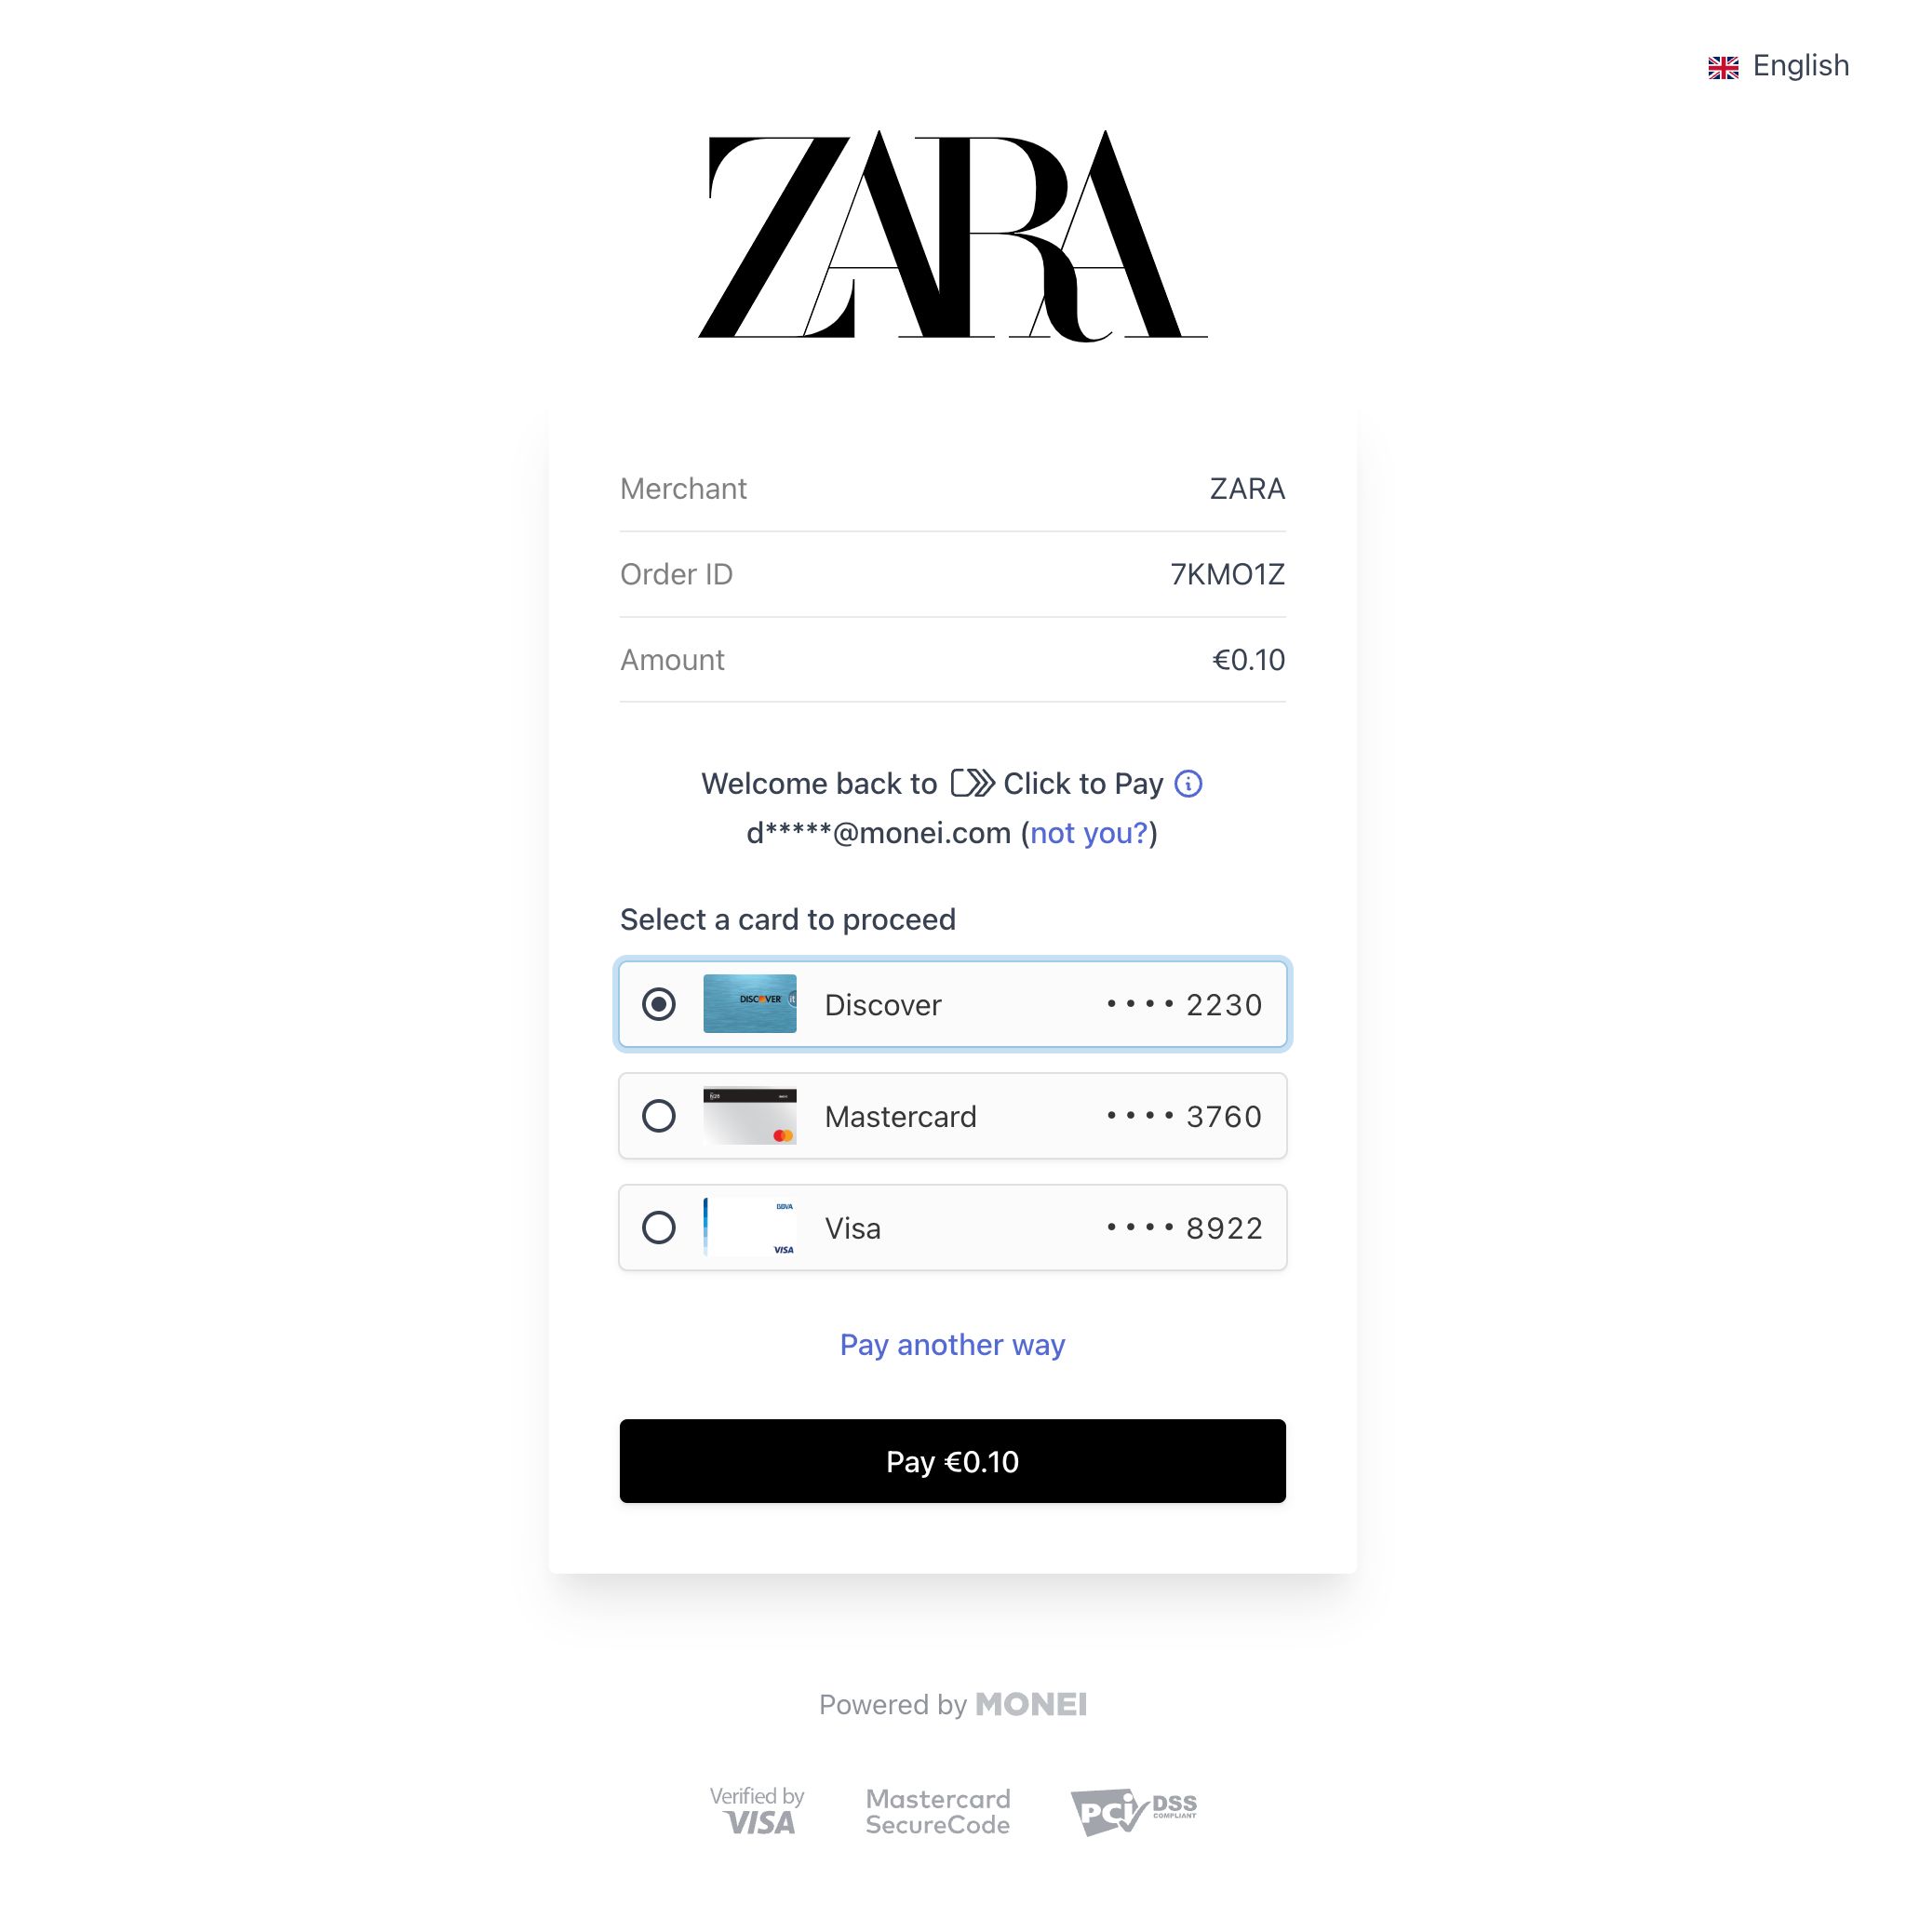 English
ZARA
Merchant ZARA
Order ID 7KMO1Z
Amount €0.10
Welcome back to Click to Pay
d*****@monei.com (not you?)
Select a card to proceed
DISCOVER it Discover •••• 2230
Mastercard •••• 3760
BBVA
VISA Visa •••• 8922
Pay another way
Pay €0.10
Powered by MONEI
Verified by
VISA
Mastercard
SecureCode
PCI DSS
COMPLIANT